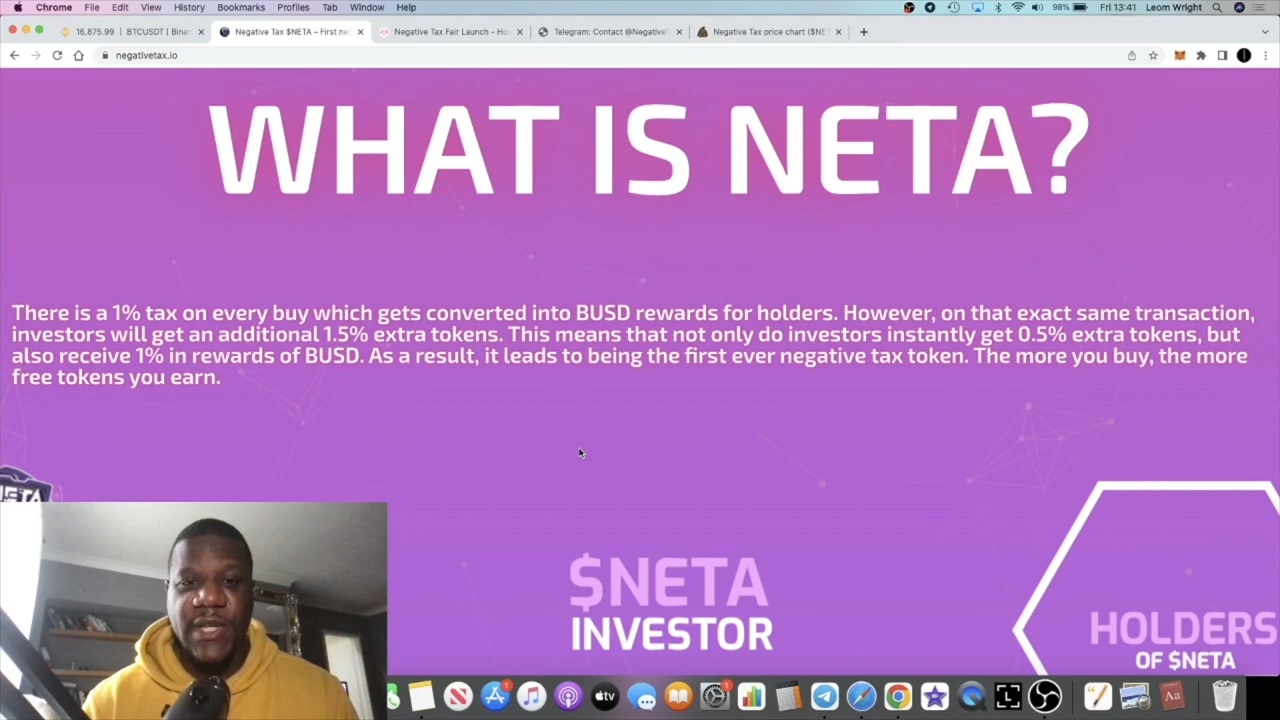 Chrome File Edit View History Bookmarks Profiles Tab Window Help 98% Fri 13:41 Leom Wright
16,875.99 | BTCUSDT | Binan
Negative Tax $NETA – First ne
Negative Tax Fair Launch - Ho
Telegram: Contact @Negative
Negative Tax price chart ($NE
negativetax.io
WHAT IS NETA?
There is a 1% tax on every buy which gets converted into BUSD rewards for holders. However, on that exact same transaction,
investors will get an additional 1.5% extra tokens. This means that not only do investors instantly get 0.5% extra tokens, but
also receive 1% in rewards of BUSD. As a result, it leads to being the first ever negative tax token. The more you buy, the more
free tokens you earn.
NETA
$NETA
INVESTOR
HOLDERS
OF $NETA
tv
Aa